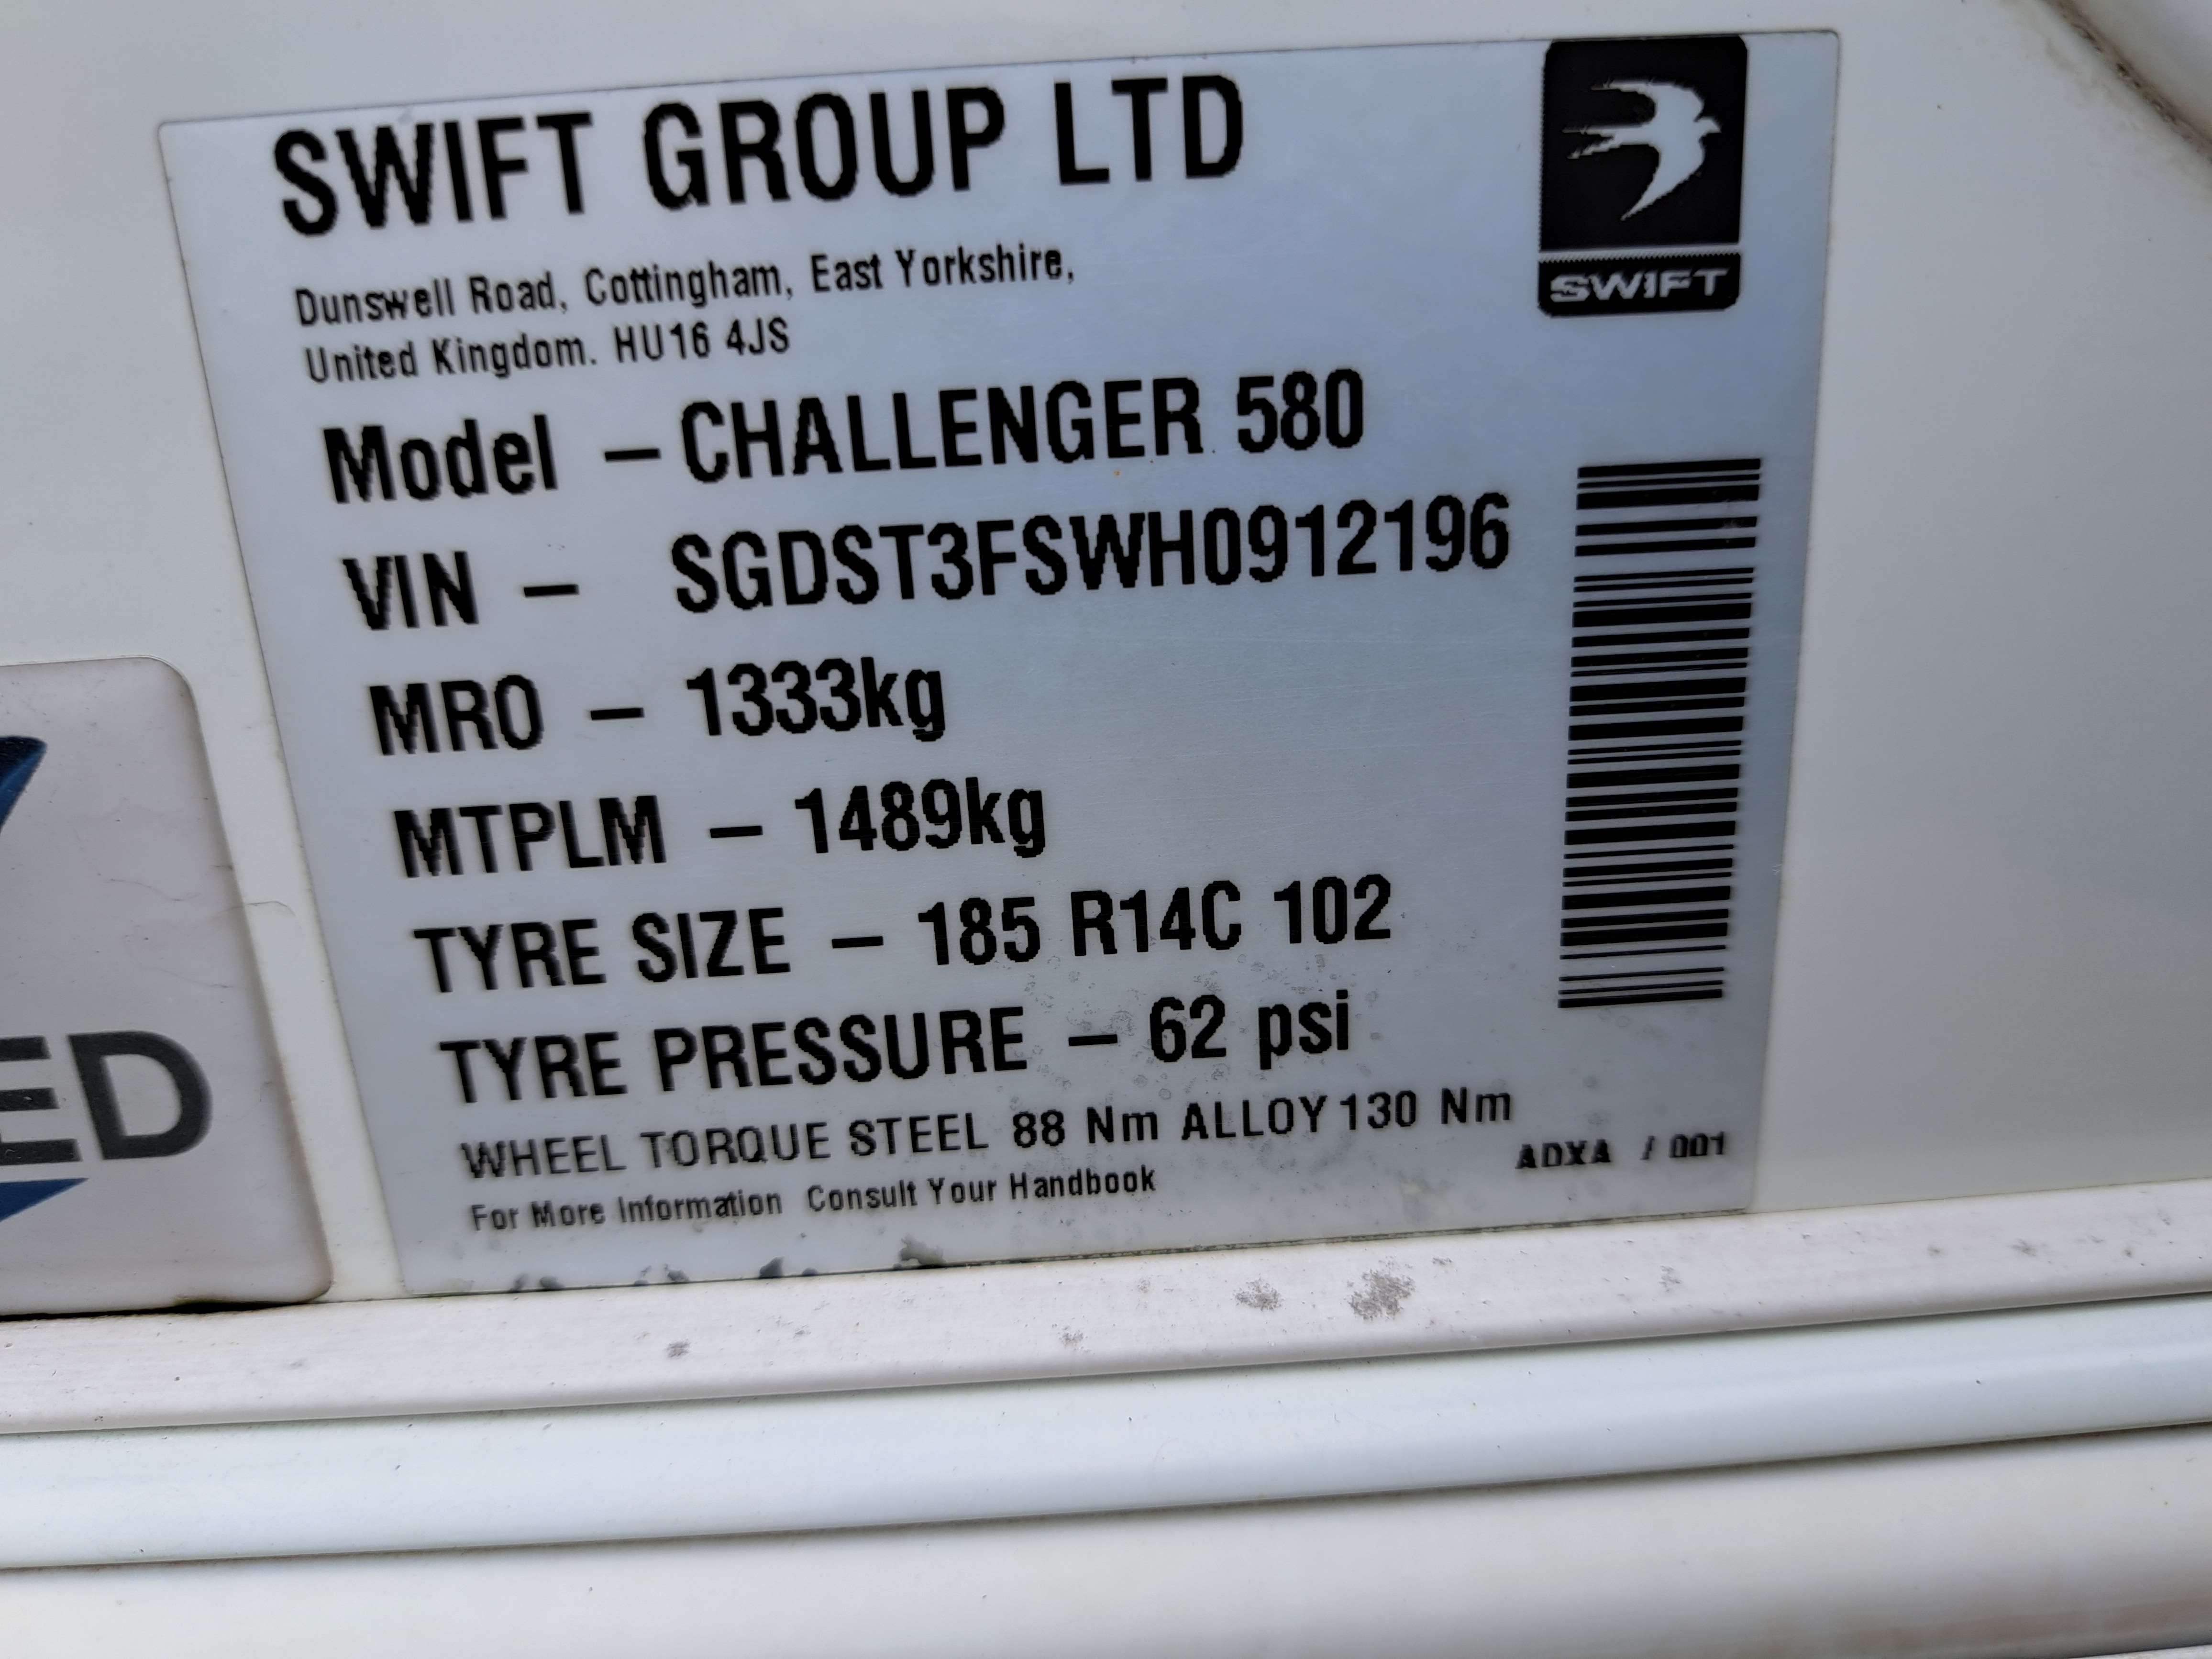 SWIFT GROUP LTD
SWIFT
Dunswell Road, Cottingham, East Yorkshire,
United Kingdom. HU16 4JS
Model – CHALLENGER 580
VIN – SGDST3FSWH0912196
MRO – 1333kg
MTPLM – 1489kg
TYRE SIZE – 185 R14C 102
TYRE PRESSURE – 62 psi
WHEEL TORQUE STEEL 88 Nm ALLOY 130 Nm
ADXA / 001
For More Information Consult Your Handbook
ED